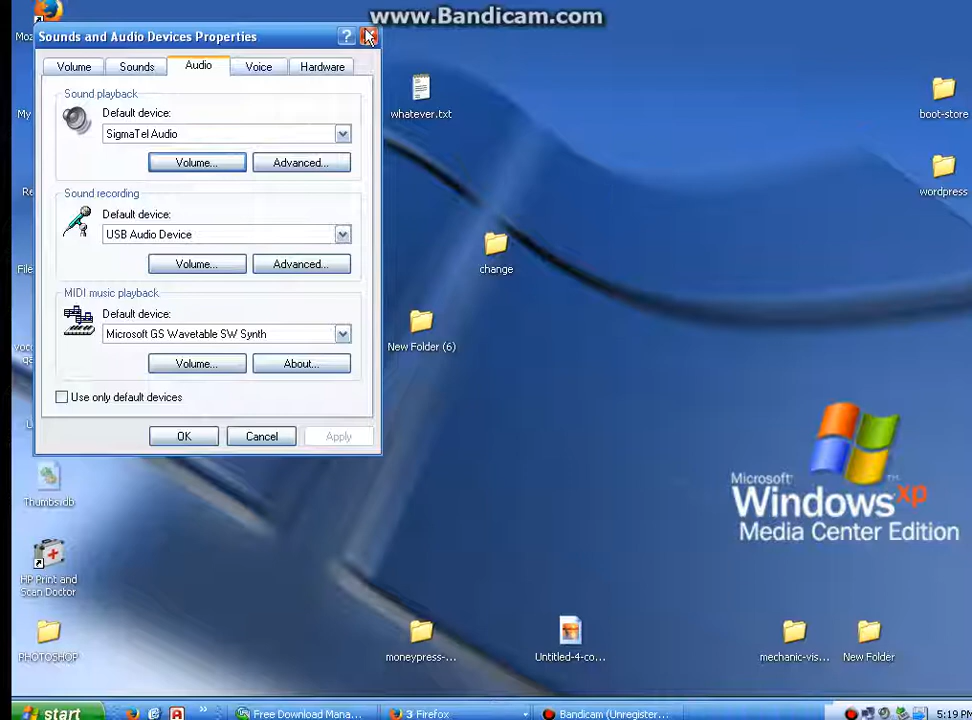 www.Bandicam.com
Sounds and Audio Devices Properties
?
Volume
Sounds
Audio
Voice
Hardware
Sound playback
Default device:
SigmaTel Audio
Volume...
Advanced...
Sound recording
Default device:
USB Audio Device
Volume...
Advanced...
MIDI music playback
Default device:
Microsoft GS Wavetable SW Synth
Volume...
About...
Use only default devices
OK
Cancel
Apply
Moz
My
Re
File
Thumbs.db
HP Print and
Scan Doctor
PHOTOSHOP
whatever.txt
change
New Folder (6)
moneypress-...
Untitled-4-co...
mechanic-vis...
New Folder
boot-store
wordpress
Microsoft
Windows xp
Media Center Edition
start
Free Download Mana...
3 Firefox
Bandicam (Unregister...
5:19 PM